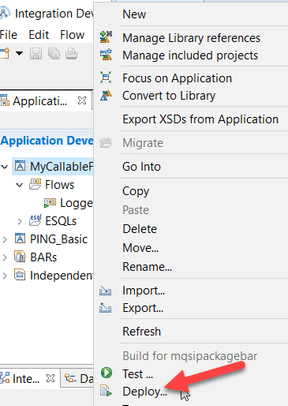 Integration Deve
File Edit Flow
Applicati...
Application Deve
MyCallableF
Flows
Logge
ESQLs
PING_Basic
BARs
Independen
Inte...
Da
New
Manage Library references
Manage included projects
Focus on Application
Convert to Library
Export XSDs from Application
Migrate
Go Into
Copy
Paste
Delete
Move...
Rename...
Import...
Export...
Refresh
Build for mqsipackagebar
Test ...
Deploy...